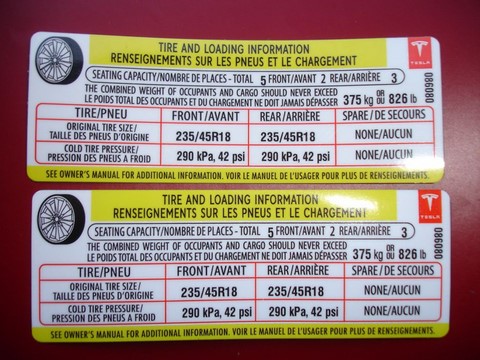 TIRE AND LOADING INFORMATION
RENSEIGNEMENTS SUR LES PNEUS ET LE CHARGEMENT
TESLA
SEATING CAPACITY/NOMBRE DE PLACES - TOTAL 5 FRONT/AVANT 2 REAR/ARRIÈRE 3
THE COMBINED WEIGHT OF OCCUPANTS AND CARGO SHOULD NEVER EXCEED
LE POIDS TOTAL DES OCCUPANTS ET DU CHARGEMENT NE DOIT JAMAIS DÉPASSER 375 kg OR/OU 826 lb
086080
TIRE/PNEU FRONT/AVANT REAR/ARRIÈRE SPARE / DE SECOURS
ORIGINAL TIRE SIZE/
TAILLE DES PNEUS D'ORIGINE 235/45R18 235/45R18 NONE/AUCUN
COLD TIRE PRESSURE/
PRESSION DES PNEUS A FROID 290 kPa, 42 psi 290 kPa, 42 psi NONE/AUCUN
SEE OWNER'S MANUAL FOR ADDITIONAL INFORMATION. VOIR LE MANUEL DE L'USAGER POUR PLUS DE RENSEIGNEMENTS.
TIRE AND LOADING INFORMATION
RENSEIGNEMENTS SUR LES PNEUS ET LE CHARGEMENT
TESLA
SEATING CAPACITY/NOMBRE DE PLACES - TOTAL 5 FRONT/AVANT 2 REAR/ARRIÈRE 3
THE COMBINED WEIGHT OF OCCUPANTS AND CARGO SHOULD NEVER EXCEED
LE POIDS TOTAL DES OCCUPANTS ET DU CHARGEMENT NE DOIT JAMAIS DÉPASSER 375 kg OR/OU 826 lb
086080
TIRE/PNEU FRONT/AVANT REAR/ARRIÈRE SPARE / DE SECOURS
ORIGINAL TIRE SIZE/
TAILLE DES PNEUS D'ORIGINE 235/45R18 235/45R18 NONE/AUCUN
COLD TIRE PRESSURE/
PRESSION DES PNEUS A FROID 290 kPa, 42 psi 290 kPa, 42 psi NONE/AUCUN
SEE OWNER'S MANUAL FOR ADDITIONAL INFORMATION. VOIR LE MANUEL DE L'USAGER POUR PLUS DE RENSEIGNEMENTS.